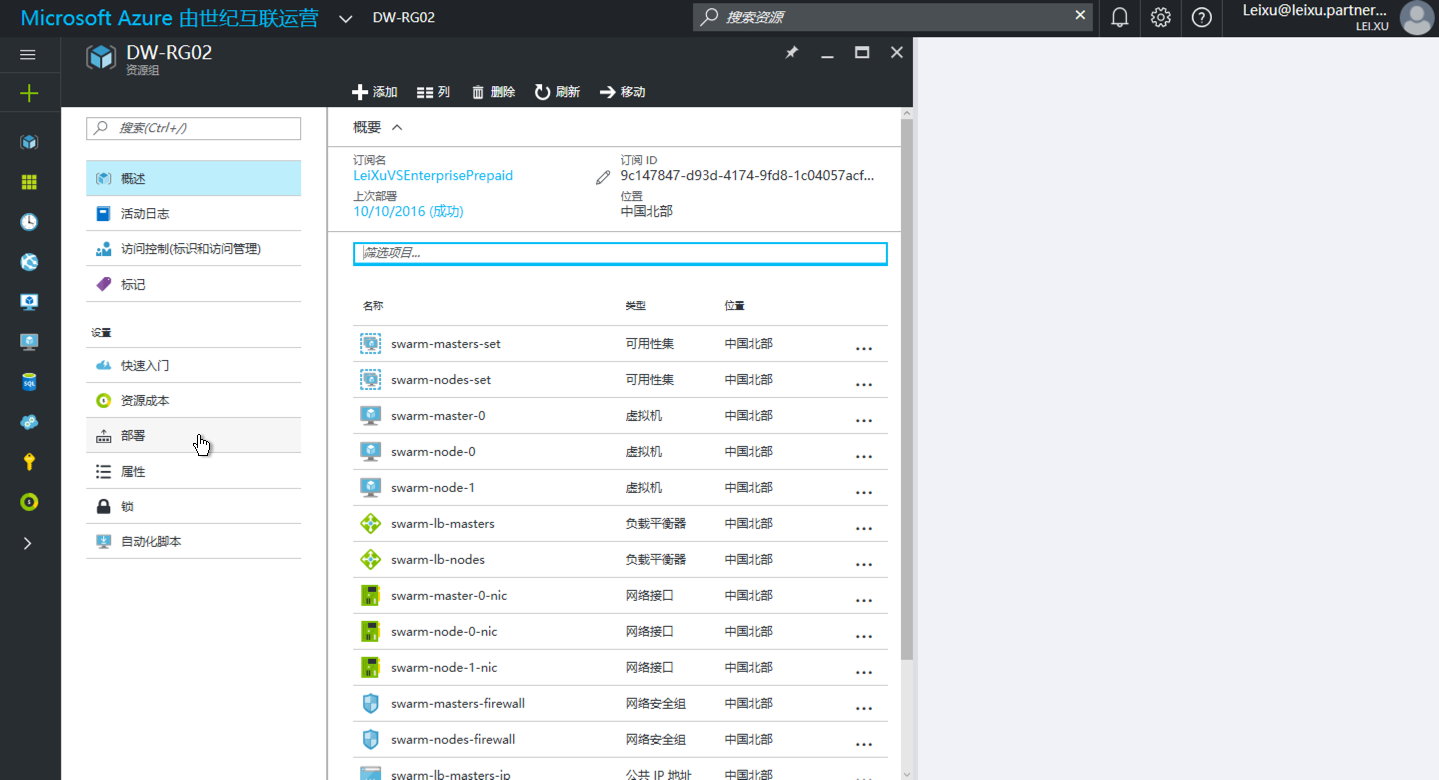 Microsoft Azure 由世纪互联运营 DW-RG02 搜索资源 Leixu@leixu.partner...
LEI.XU
DW-RG02
资源组
添加 列 删除 刷新 移动
搜索(Ctrl+/)
概述
活动日志
访问控制(标识和访问管理)
标记
设置
快速入门
资源成本
部署
属性
锁
自动化脚本
概要
订阅名 订阅 ID
LeiXuVSEnterprisePrepaid 9c147847-d93d-4174-9fd8-1c04057acf...
上次部署 位置
10/10/2016 (成功) 中国北部
筛选项目...
名称 类型 位置
swarm-masters-set 可用性集 中国北部 ...
swarm-nodes-set 可用性集 中国北部 ...
swarm-master-0 虚拟机 中国北部 ...
swarm-node-0 虚拟机 中国北部 ...
swarm-node-1 虚拟机 中国北部 ...
swarm-lb-masters 负载平衡器 中国北部 ...
swarm-lb-nodes 负载平衡器 中国北部 ...
swarm-master-0-nic 网络接口 中国北部 ...
swarm-node-0-nic 网络接口 中国北部 ...
swarm-node-1-nic 网络接口 中国北部 ...
swarm-masters-firewall 网络安全组 中国北部 ...
swarm-nodes-firewall 网络安全组 中国北部 ...
swarm-lb-masters-ip 公共 IP 地址 中国北部 ...